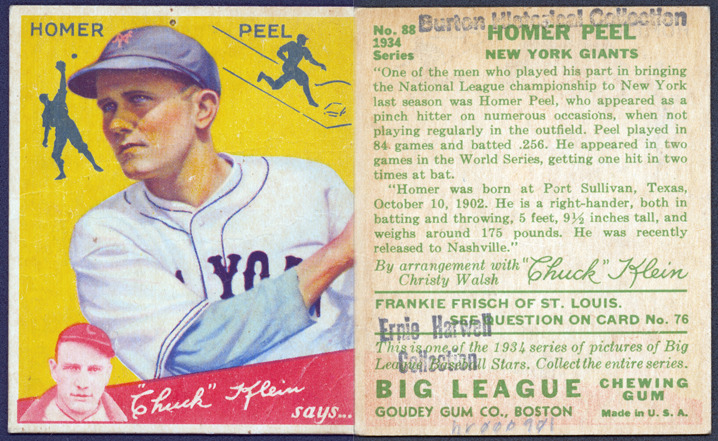 HOMER PEEL
YORK
"Chuck" Klein
says...
No. 88
1934
Series
Burton Historical Collection
HOMER PEEL
NEW YORK GIANTS
"One of the men who played his part in bringing
the National League championship to New York
last season was Homer Peel, who appeared as a
pinch hitter on numerous occasions, when not
playing regularly in the outfield. Peel played in
84 games and batted .256. He appeared in two
games in the World Series, getting one hit in two
times at bat.
"Homer was born at Port Sullivan, Texas,
October 10, 1902. He is a right-hander, both in
batting and throwing, 5 feet, 9½ inches tall, and
weighs around 175 pounds. He was recently
released to Nashville."
By arrangement with "Chuck" Klein
Christy Walsh
FRANKIE FRISCH OF ST. LOUIS.
SEE QUESTION ON CARD No. 76
Ernie Harwell
Collection
This is one of the 1934 series of pictures of Big
League Baseball Stars. Collect the entire series.
BIG LEAGUE CHEWING
GUM
GOUDEY GUM CO., BOSTON Made in U.S.A.